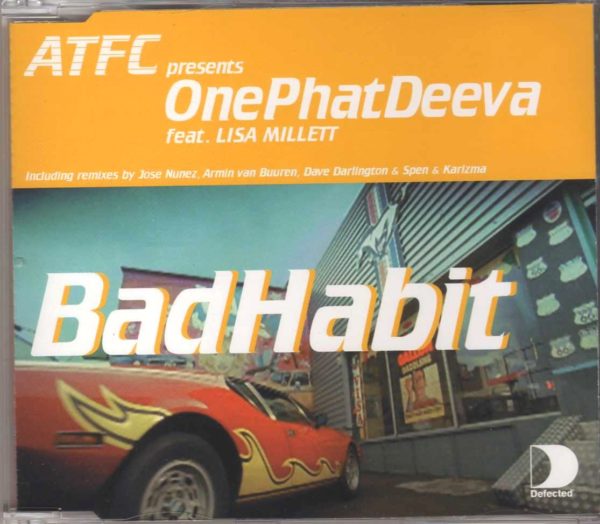 ATFC presents
OnePhatDeeva
feat. LISA MILLETT
Including remixes by Jose Nunez, Armin van Buuren, Dave Darlington & Spen & Karizma
BadHabit
Defected